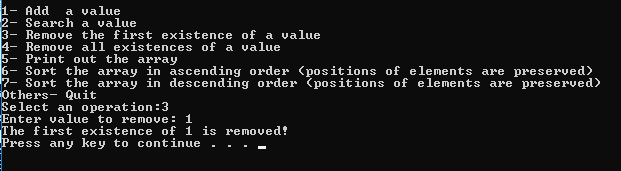 1- Add  a value
2- Search a value
3- Remove the first existence of a value
4- Remove all existences of a value
5- Print out the array
6- Sort the array in ascending order (positions of elements are preserved)
7- Sort the array in descending order (positions of elements are preserved)
Others- Quit
Select an operation:3
Enter value to remove: 1
The first existence of 1 is removed!
Press any key to continue . . . _